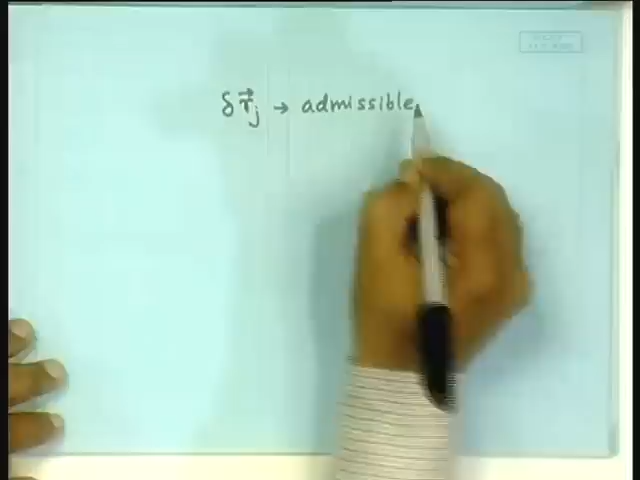 δr⃗ⱼ → admissible